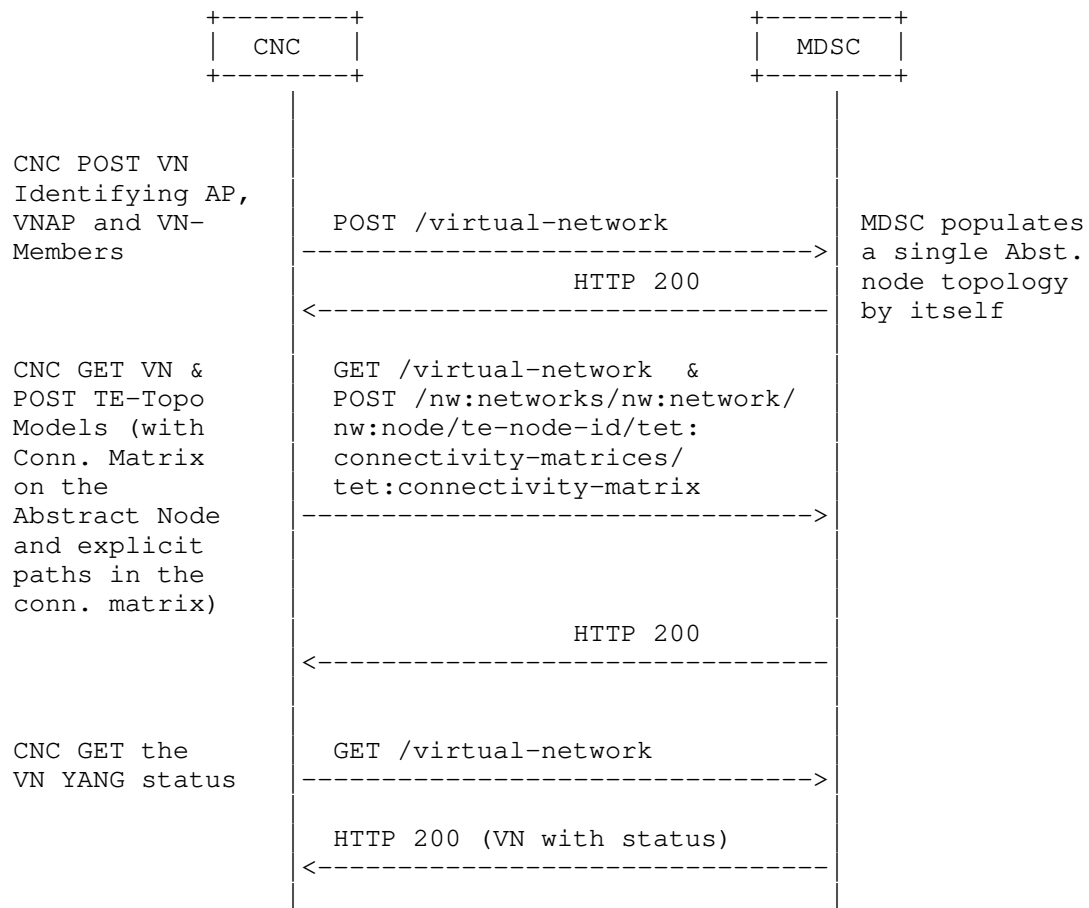 CNC MDSC
CNC POST VN
Identifying AP,
VNAP and VN- POST /virtual-network MDSC populates
Members a single Abst.
HTTP 200 node topology
by itself
CNC GET VN & GET /virtual-network &
POST TE-Topo POST /nw:networks/nw:network/
Models (with nw:node/te-node-id/tet:
Conn. Matrix connectivity-matrices/
on the tet:connectivity-matrix
Abstract Node
and explicit
paths in the
conn. matrix)
HTTP 200
CNC GET the GET /virtual-network
VN YANG status
HTTP 200 (VN with status)